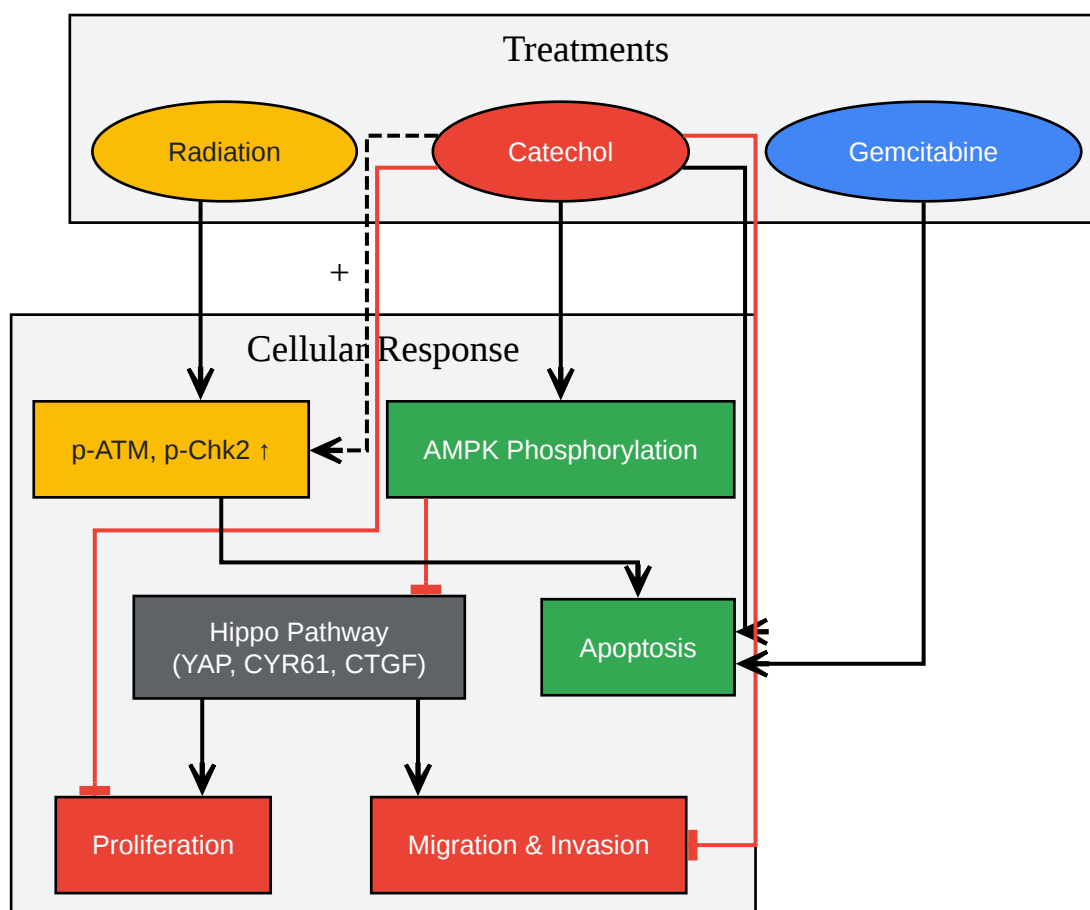 Treatments
Radiation
Catechol
Gemcitabine
+
Cellular Response
p-ATM, p-Chk2 ↑
AMPK Phosphorylation
Hippo Pathway
(YAP, CYR61, CTGF)
Apoptosis
Proliferation
Migration & Invasion